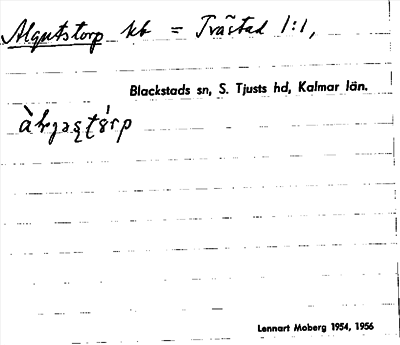 Algutstorp kb = Tvästad 1:1,
Blackstads sn, S. Tjusts hd, Kalmar län.
Lennart Moberg 1954, 1956